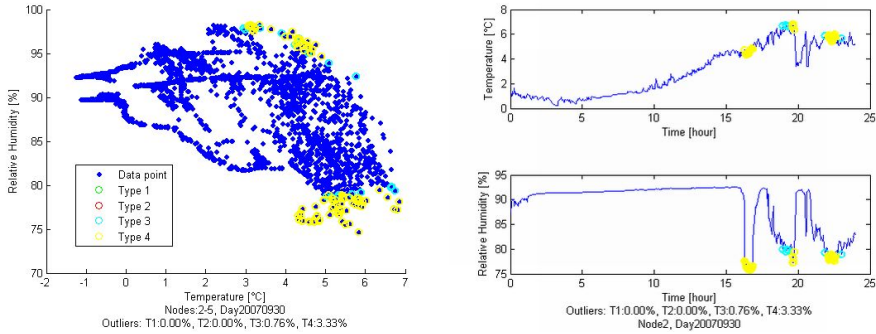 100
95
90
85
80
75
70
Relative Humidity [%]
Data point
Type 1
Type 2
Type 3
Type 4
-2 -1 0 1 2 3 4 5 6 7
Temperature [°C]
Nodes:2-5, Day20070930
Outliers: T1:0.00%, T2:0.00%, T3:0.76%, T4:3.33%
8
6
4
2
0
Temperature [°C]
0 5 10 15 20 25
Time [hour]
95
90
85
80
75
Relative Humidity [%]
0 5 10 15 20 25
Time [hour]
Outliers: T1:0.00%, T2:0.00%, T3:0.76%, T4:3.33%
Node2, Day20070930